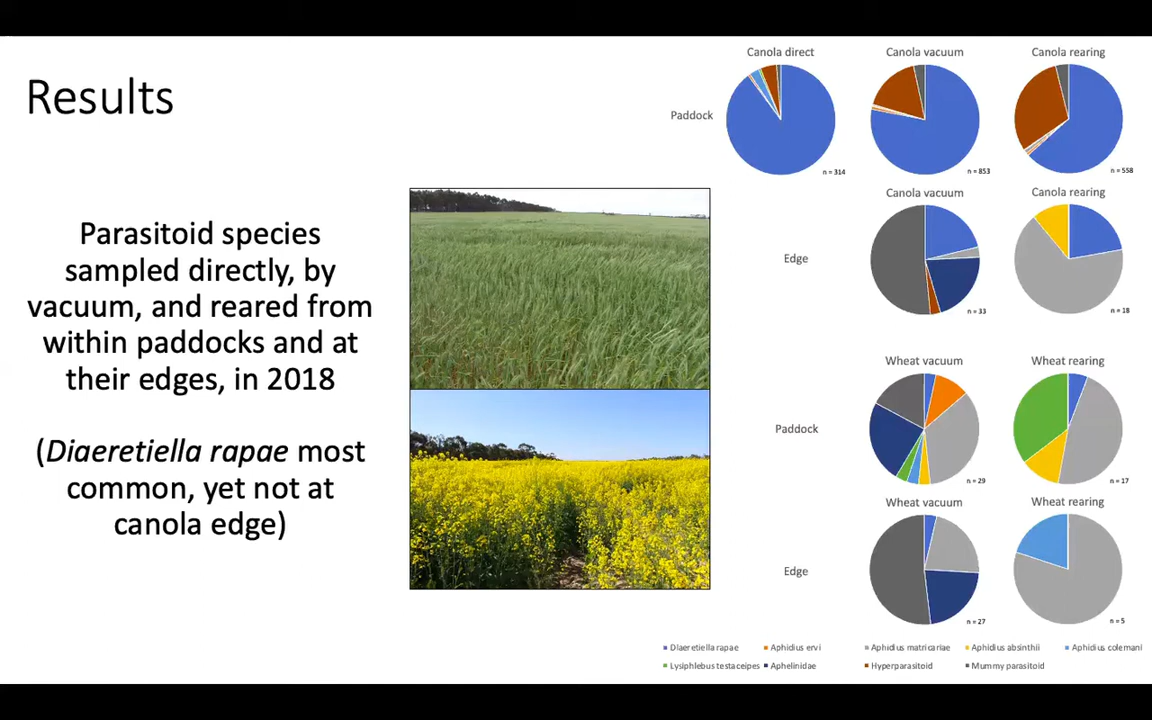 Results
Parasitoid species
sampled directly, by
vacuum, and reared from
within paddocks and at
their edges, in 2018
(Diaeretiella rapae most
common, yet not at
canola edge)
Canola direct
Canola vacuum
Canola rearing
Paddock
n = 314
n = 853
n = 558
Canola vacuum
Canola rearing
Edge
n = 33
n = 18
Wheat vacuum
Wheat rearing
Paddock
n = 29
n = 17
Wheat vacuum
Wheat rearing
Edge
n = 27
n = 5
Diaeretiella rapae
Aphidius ervi
Aphidius matricariae
Aphidius absinthii
Aphidius colemani
Lysiphlebus testaceipes
Aphelinidae
Hyperparasitoid
Mummy parasitoid